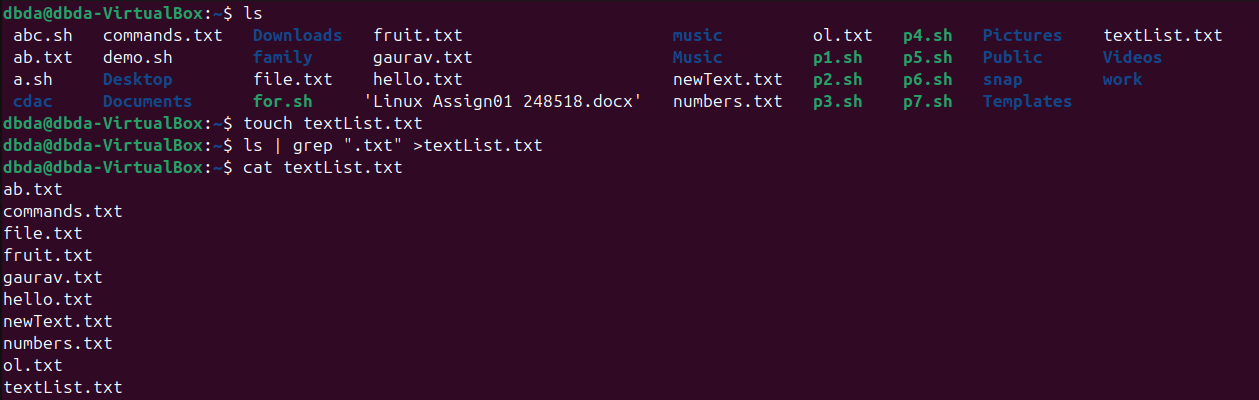 dbda@dbda-VirtualBox:~$ ls
 abc.sh   commands.txt   Downloads   fruit.txt                      music         ol.txt   p4.sh   Pictures    textList.txt
 ab.txt   demo.sh        family      gaurav.txt                     Music         p1.sh    p5.sh   Public      Videos
 a.sh     Desktop        file.txt    hello.txt                      newText.txt   p2.sh    p6.sh   snap        work
 cdac     Documents      for.sh     'Linux Assign01 248518.docx'   numbers.txt   p3.sh    p7.sh   Templates
dbda@dbda-VirtualBox:~$ touch textList.txt
dbda@dbda-VirtualBox:~$ ls | grep ".txt" >textList.txt
dbda@dbda-VirtualBox:~$ cat textList.txt
ab.txt
commands.txt
file.txt
fruit.txt
gaurav.txt
hello.txt
newText.txt
numbers.txt
ol.txt
textList.txt